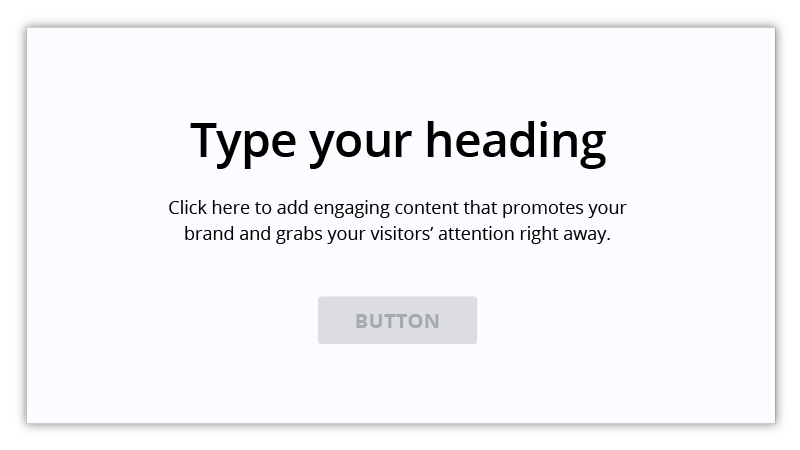 Type your heading
Click here to add engaging content that promotes your
brand and grabs your visitors’ attention right away.
BUTTON